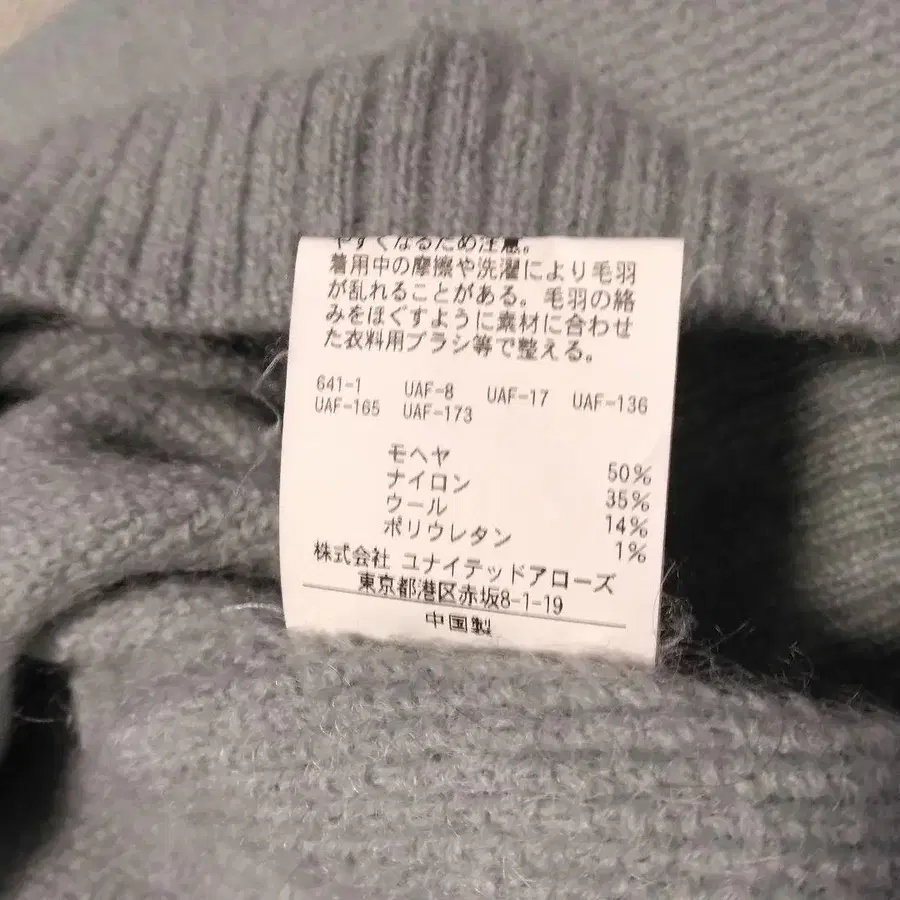 やすくなるため注意。
着用中の摩擦や洗濯により毛羽
が乱れることがある。毛羽の絡
みをほぐすように素材に合わせ
た衣料用ブラシ等で整える。
641-1 UAF-8 UAF-17 UAF-136
UAF-165 UAF-173
モヘヤ 50%
ナイロン 35%
ウール 14%
ポリウレタン 1%
株式会社 ユナイテッドアローズ
東京都港区赤坂8-1-19
中国製